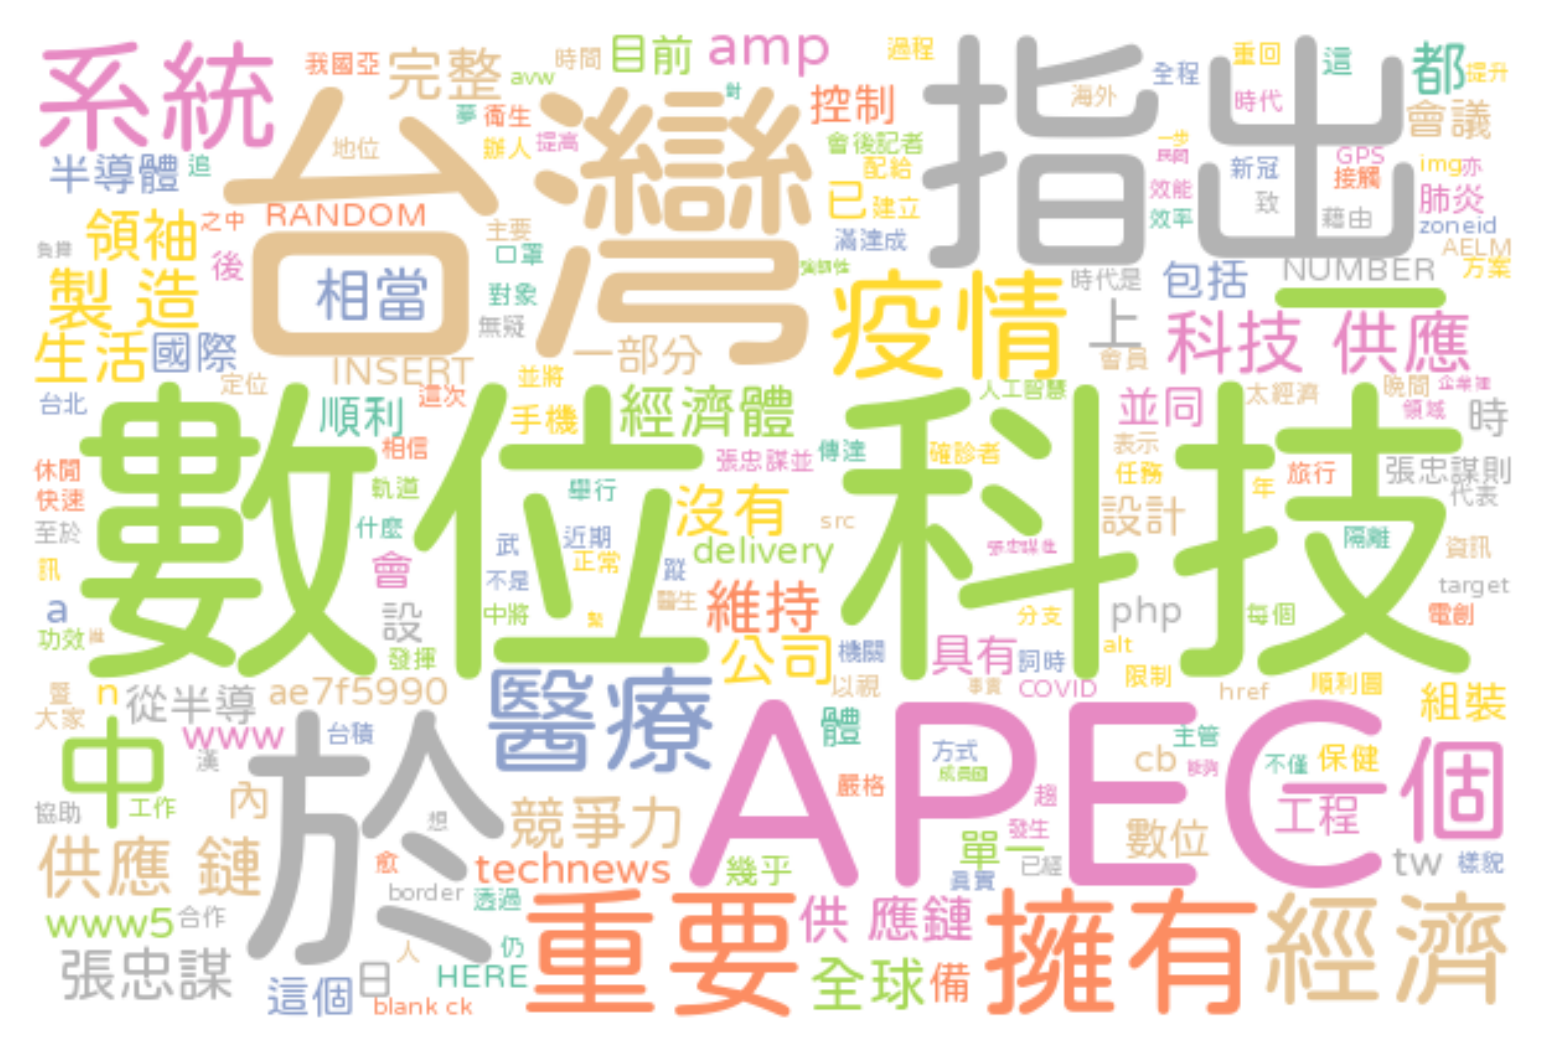 系統
我國亞
完整
時間
目前
amp
過程
指出
重回
這
都
提升
avw
夢
衛生
對
控制
海外
全程
時代
會議
台灣
地位
辦人
提高
會後記者
配給
一步
民間
新冠
GPS
接觸
img
亦
半導體
追
效能
肺炎
領袖
之中
RANDOM
主要
已
建立
效率
致
藉由
zoneid
後
口罩
滿達成
AELM
製 造
相當
對象
疫情
時代是
包括
NUMBER
方案
無疑
上
一
科技
供應
生活
國際
INSERT
一部分
會員
台北
定位
這次
並將
人工智慧
太經濟
晚間
領域
數位
順利
手機
經濟體
科技
並同
時
相信
張忠謀並
傳達
確診者
表示
任務
年
旅行
張忠謀則
代表
休閒
快速
軌道
舉行
沒有
至於
什麼
武
近期
src
設計
隔離
資訊
訊
會
不是
正常
蹤
delivery
target
a
設
中將
醫生
維持
分支
php
每個
電創
功效
發揮
公司
機關
具有
同時
alt
暨
大家
n
從半導
ae7f5990
醫療
以視
事實
COVID
限制
href
順利圓
組裝
中
www
漢
台積
體
APEC
方式
成員國
主管
cb
能夠
不僅
保健
個
協助
工作
內
於
想
競爭力
嚴格
趨
發生
數位
工程
一
供應 鏈
愈
technews
幾乎
單一
已經
tw
樣貌
border
透過
真實
www5
合作
重要
供 應鏈
擁有
經濟
張忠謀
人
仍
這個
日
HERE
全球
備
blank ck